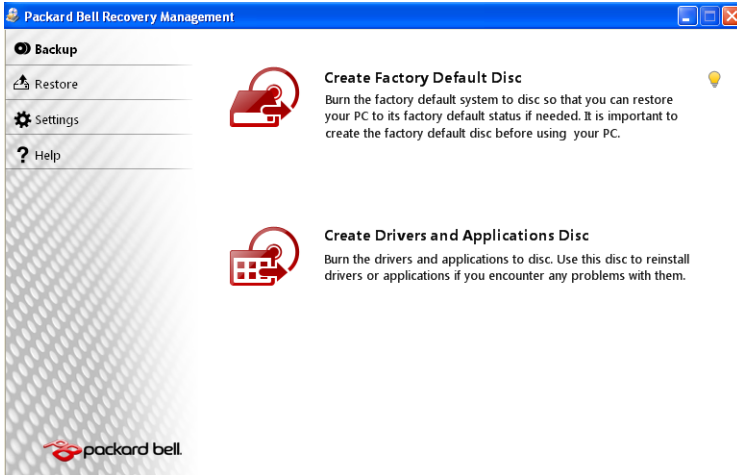 Packard Bell Recovery Management
Backup
Restore
Settings
? Help
Create Factory Default Disc
Burn the factory default system to disc so that you can restore
your PC to its factory default status if needed. It is important to
create the factory default disc before using your PC.
Create Drivers and Applications Disc
Burn the drivers and applications to disc. Use this disc to reinstall
drivers or applications if you encounter any problems with them.
packard bell.